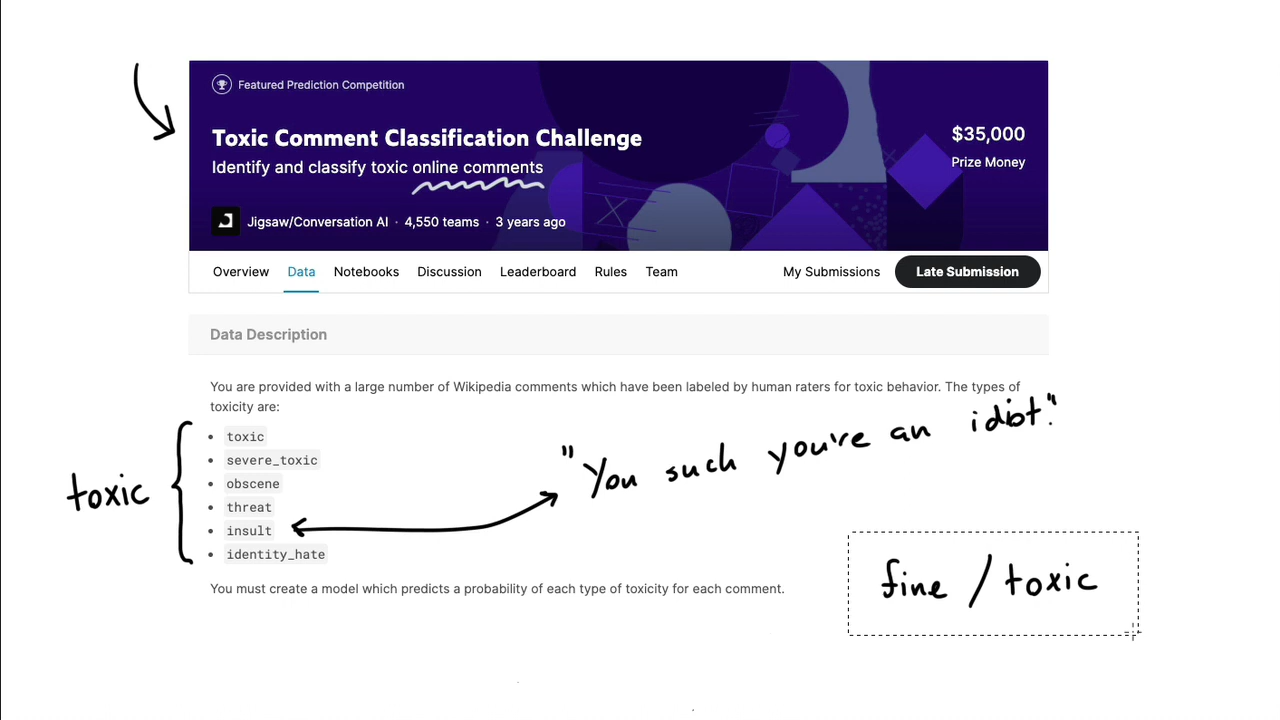 Featured Prediction Competition
Toxic Comment Classification Challenge
Identify and classify toxic online comments
$35,000
Prize Money
Jigsaw/Conversation AI · 4,550 teams · 3 years ago
Overview Data Notebooks Discussion Leaderboard Rules Team My Submissions Late Submission
Data Description
You are provided with a large number of Wikipedia comments which have been labeled by human raters for toxic behavior. The types of
toxicity are:
toxic
severe_toxic
obscene
threat
insult
identity_hate
toxic
"You such you're an idiot."
You must create a model which predicts a probability of each type of toxicity for each comment.
fine / toxic